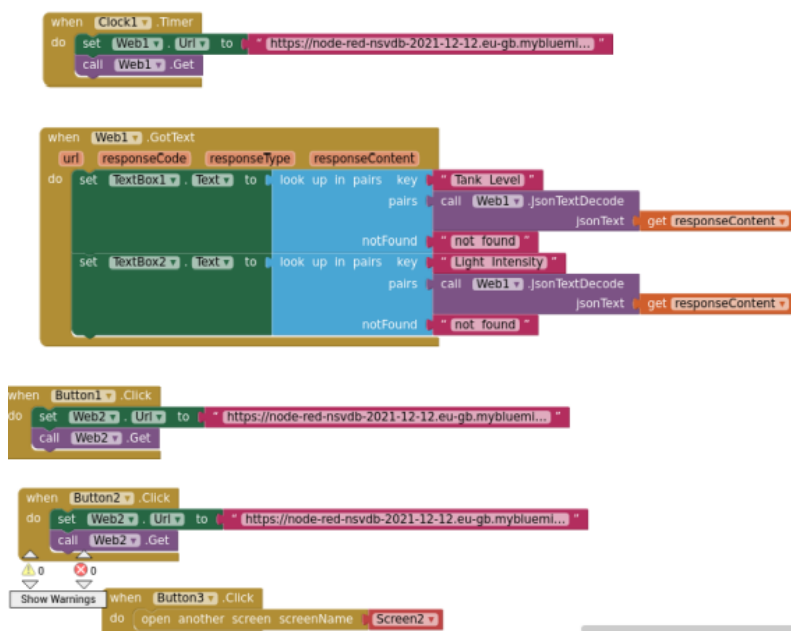 when Clock1 .Timer
do set Web1 . Url to " https://node-red-nsvdb-2021-12-12.eu-gb.mybluemi... "
call Web1 .Get
when Web1 .GotText
url responseCode responseType responseContent
do set TextBox1 . Text to look up in pairs key " Tank Level "
pairs call Web1 .JsonTextDecode
jsonText get responseContent
notFound " not found "
set TextBox2 . Text to look up in pairs key " Light Intensity "
pairs call Web1 .JsonTextDecode
jsonText get responseContent
notFound " not found "
when Button1 .Click
do set Web2 . Url to " https://node-red-nsvdb-2021-12-12.eu-gb.mybluemi... "
call Web2 .Get
when Button2 .Click
do set Web2 . Url to " https://node-red-nsvdb-2021-12-12.eu-gb.mybluemi... "
call Web2 .Get
0 0
Show Warnings
when Button3 .Click
do open another screen screenName Screen2